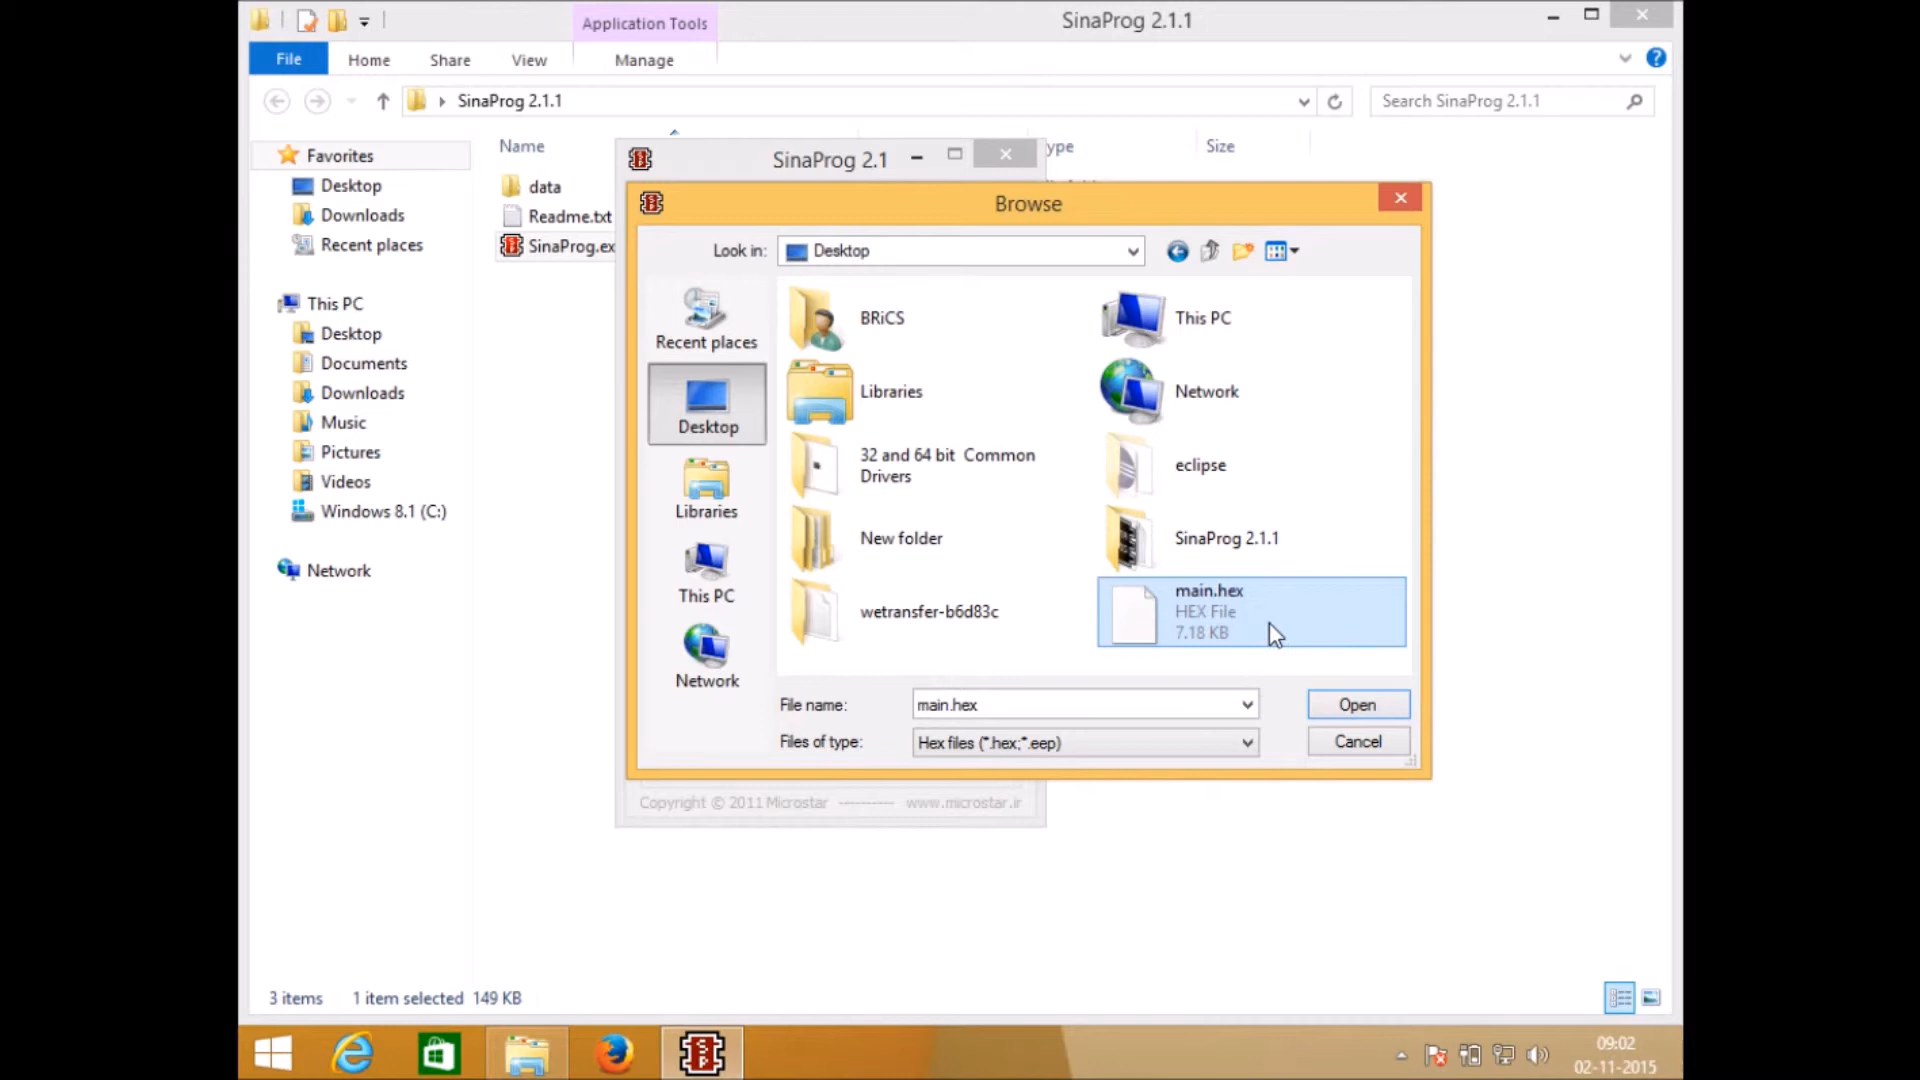 Application Tools
SinaProg 2.1.1
File
Home
Share
View
Manage
SinaProg 2.1.1
Search SinaProg 2.1.1
Name
ype
Size
Favorites
Desktop
Downloads
Recent places
This PC
Desktop
Documents
Downloads
Music
Pictures
Videos
Windows 8.1 (C:)
Network
data
Readme.txt
SinaProg.ex
SinaProg 2.1
Browse
Look in:
Desktop
Recent places
Desktop
Libraries
This PC
Network
BRiCS
This PC
Libraries
Network
32 and 64 bit Common
Drivers
eclipse
New folder
SinaProg 2.1.1
wetransfer-b6d83c
main.hex
HEX File
7.18 KB
File name:
main.hex
Open
Files of type:
Hex files (*.hex;*.eep)
Cancel
Copyright © 2011 Microstar ---------- www.microstar.ir
3 items
1 item selected 149 KB
09:02
02-11-2015